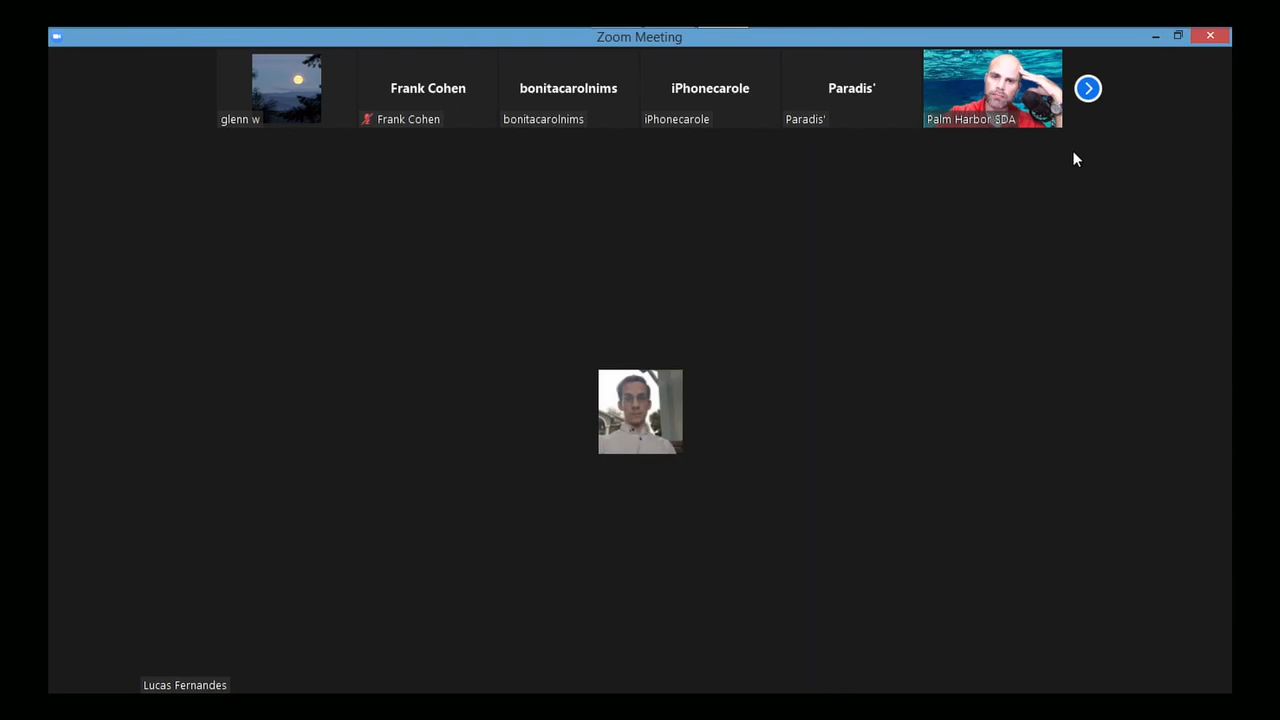 Zoom Meeting
Frank Cohen
bonitacarolnims
iPhonecarole
Paradis'
glenn w
Frank Cohen
bonitacarolnims
iPhonecarole
Paradis'
Palm Harbor SDA
Lucas Fernandes